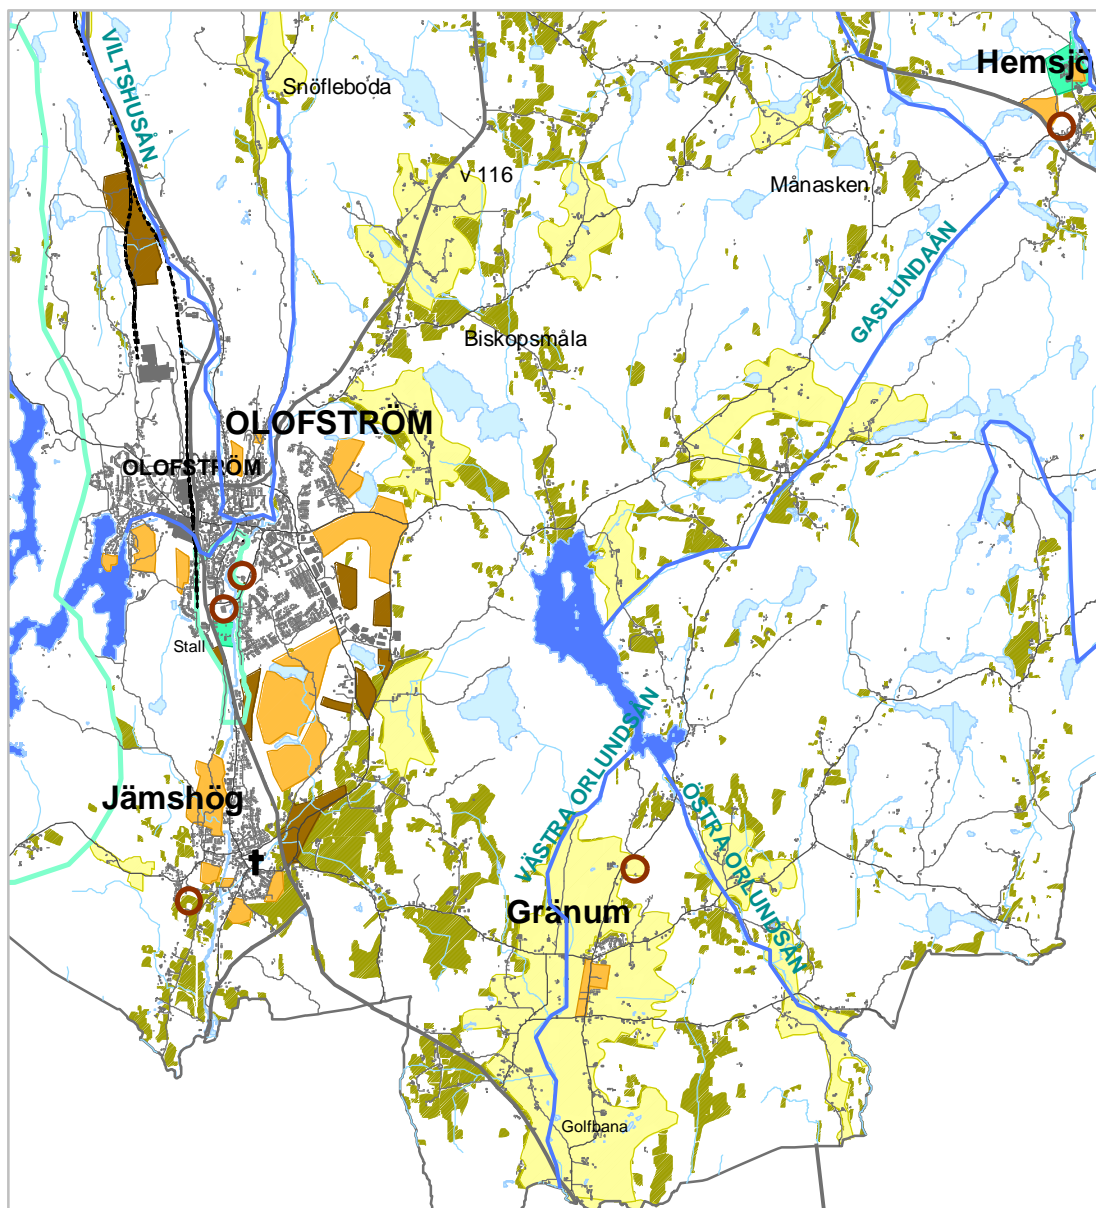 Hemsjö
VILTSHUSÅN
Snöfleboda
v 116
Månasken
GASLUNDAÅN
Biskopsmåla
OLOFSTRÖM
OLOFSTRÖM
Stall
VÄSTRA ORLUNDSÅN
ÖSTRA ORLUNDSÅN
Jämshög
Gränum
Golfbana